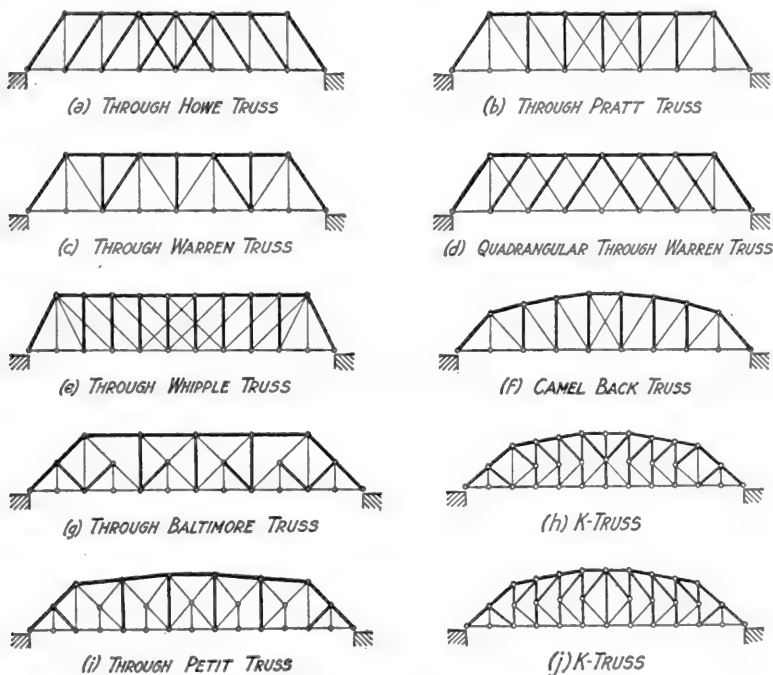 (a) THROUGH HOWE TRUSS
(b) THROUGH PRATT TRUSS
(c) THROUGH WARREN TRUSS
(d) QUADRANGULAR THROUGH WARREN TRUSS
(e) THROUGH WHIPPLE TRUSS
(f) CAMEL BACK TRUSS
(g) THROUGH BALTIMORE TRUSS
(h) K-TRUSS
(i) THROUGH PETIT TRUSS
(j) K-TRUSS